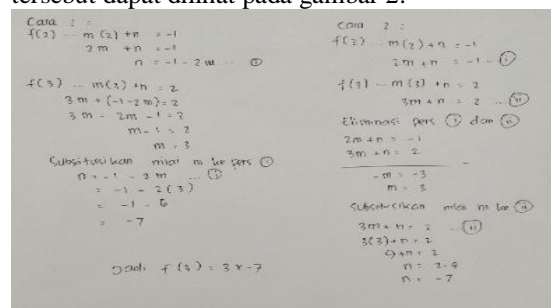 tersebut dapat dilihat pada gambar 2.
Cara 1 :
f(2) ... m(2) + n = -1
2m + n = -1
n = -1 - 2m ... ①
f(3) ... m(3) + n = 2
3m + (-1-2m) = 2
3m - 2m - 1 = 2
m - 1 = 2
m = 3
Substitusikan nilai m ke pers ①
n = -1 - 2m ... ①
= -1 - 2(3)
= -1 - 6
= -7
Jadi f(x) = 3x-7
Cara 2 :
f(2) ... m(2) + n = -1
2m + n = -1 ... ⓘ
f(3) ... m(3) + n = 2
3m + n = 2 ... ⓘⓘ
Eliminasi pers ⓘ dan ⓘⓘ
2m + n = -1
3m + n = 2
-m = -3
m = 3
Substitusikan nilai m ke ⓘⓘ
3m + n = 2 ... ⓘⓘ
3(3) + n = 2
9 + n = 2
n = 2-9
n = -7